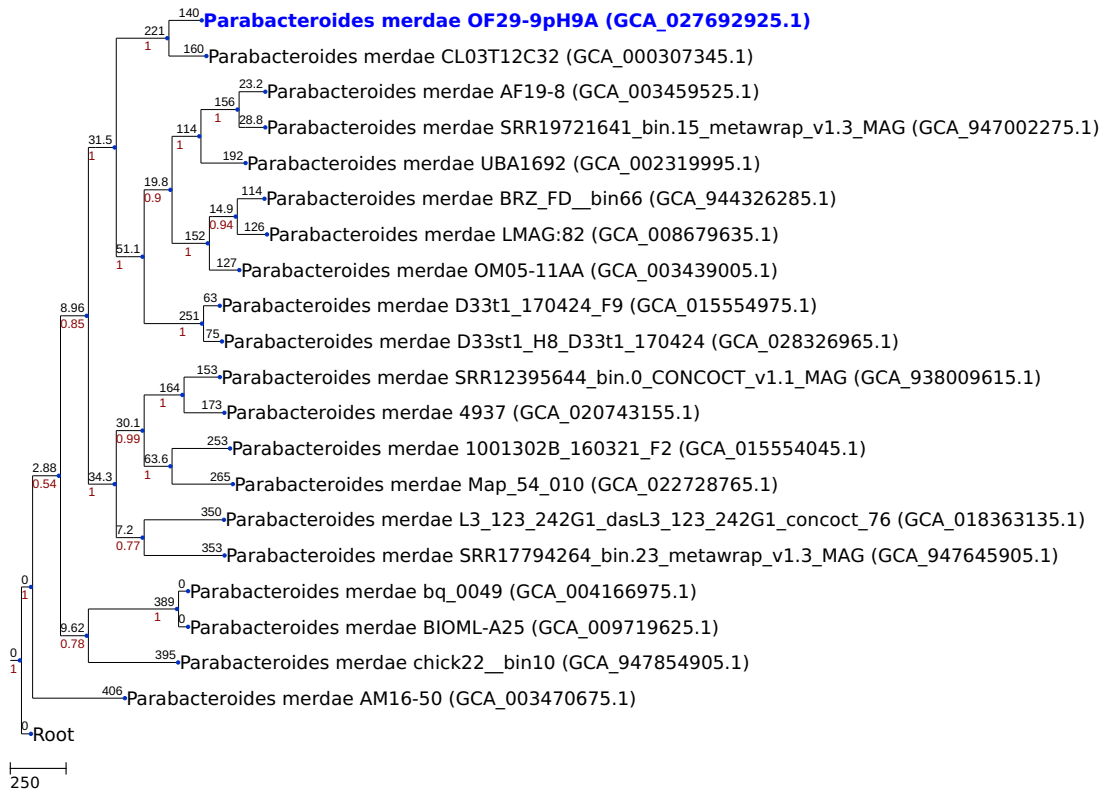 140
Parabacteroides merdae OF29-9pH9A (GCA_027692925.1)
221
1
160
Parabacteroides merdae CL03T12C32 (GCA_000307345.1)
23.2
Parabacteroides merdae AF19-8 (GCA_003459525.1)
156
1
28.8
Parabacteroides merdae SRR19721641_bin.15_metawrap_v1.3_MAG (GCA_947002275.1)
114
1
31.5
1
192
Parabacteroides merdae UBA1692 (GCA_002319995.1)
19.8
0.9
114
Parabacteroides merdae BRZ_FD__bin66 (GCA_944326285.1)
14.9
0.94
126
Parabacteroides merdae LMAG:82 (GCA_008679635.1)
152
1
51.1
1
127
Parabacteroides merdae OM05-11AA (GCA_003439005.1)
63
Parabacteroides merdae D33t1_170424_F9 (GCA_015554975.1)
8.96
0.85
251
1
75
Parabacteroides merdae D33st1_H8_D33t1_170424 (GCA_028326965.1)
153
Parabacteroides merdae SRR12395644_bin.0_CONCOCT_v1.1_MAG (GCA_938009615.1)
164
1
173
Parabacteroides merdae 4937 (GCA_020743155.1)
30.1
0.99
253
Parabacteroides merdae 1001302B_160321_F2 (GCA_015554045.1)
63.6
1
2.88
0.54
34.3
1
265
Parabacteroides merdae Map_54_010 (GCA_022728765.1)
350
Parabacteroides merdae L3_123_242G1_dasL3_123_242G1_concoct_76 (GCA_018363135.1)
7.2
0.77
353
Parabacteroides merdae SRR17794264_bin.23_metawrap_v1.3_MAG (GCA_947645905.1)
0
1
0
Parabacteroides merdae bq_0049 (GCA_004166975.1)
389
1
0
Parabacteroides merdae BIOML-A25 (GCA_009719625.1)
9.62
0.78
0
1
395
Parabacteroides merdae chick22__bin10 (GCA_947854905.1)
406
Parabacteroides merdae AM16-50 (GCA_003470675.1)
0
Root
250